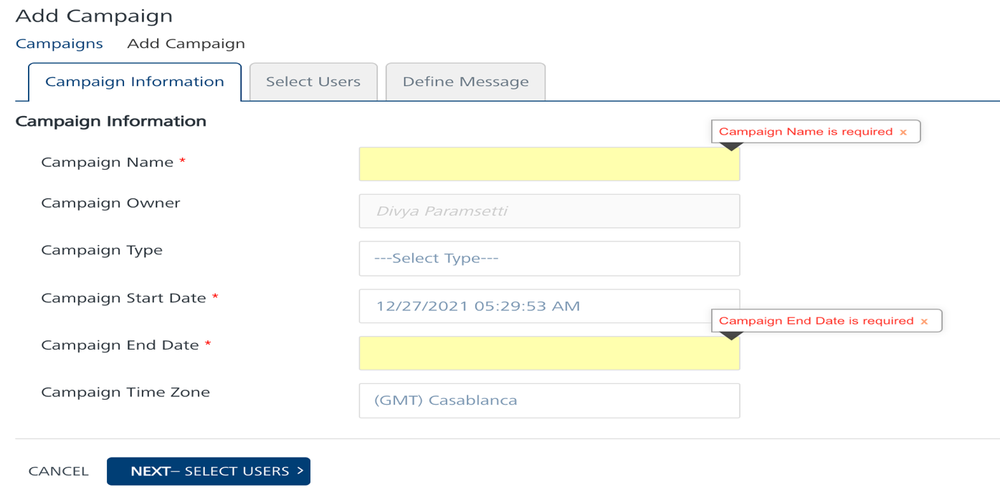 Add Campaign
Campaigns Add Campaign
Campaign Information Select Users Define Message
Campaign Information
Campaign Name is required x
Campaign Name *
Campaign Owner Divya Paramsetti
Campaign Type ---Select Type---
Campaign Start Date * 12/27/2021 05:29:53 AM
Campaign End Date is required x
Campaign End Date *
Campaign Time Zone (GMT) Casablanca
CANCEL NEXT– SELECT USERS >